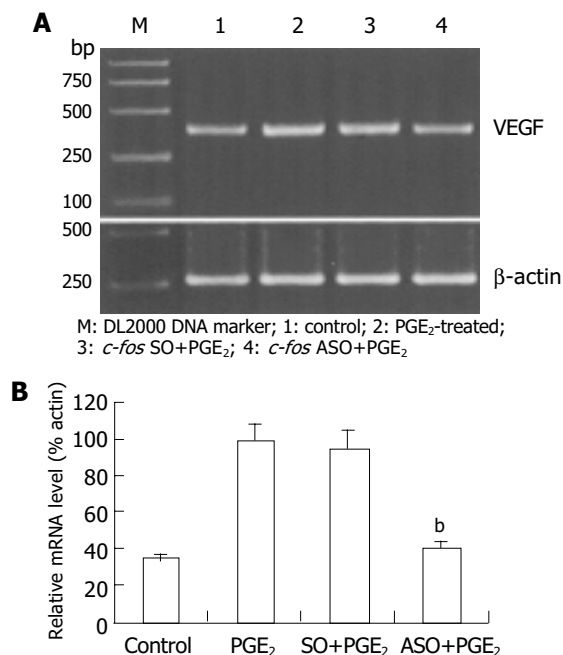 A
M 1 2 3 4
bp
750
500
VEGF
250
100
500
250
β-actin
M: DL2000 DNA marker; 1: control; 2: PGE₂-treated;
3: c-fos SO+PGE₂; 4: c-fos ASO+PGE₂
B
Relative mRNA level (% actin)
120
100
80
60
40
20
0
b
Control PGE₂ SO+PGE₂ ASO+PGE₂